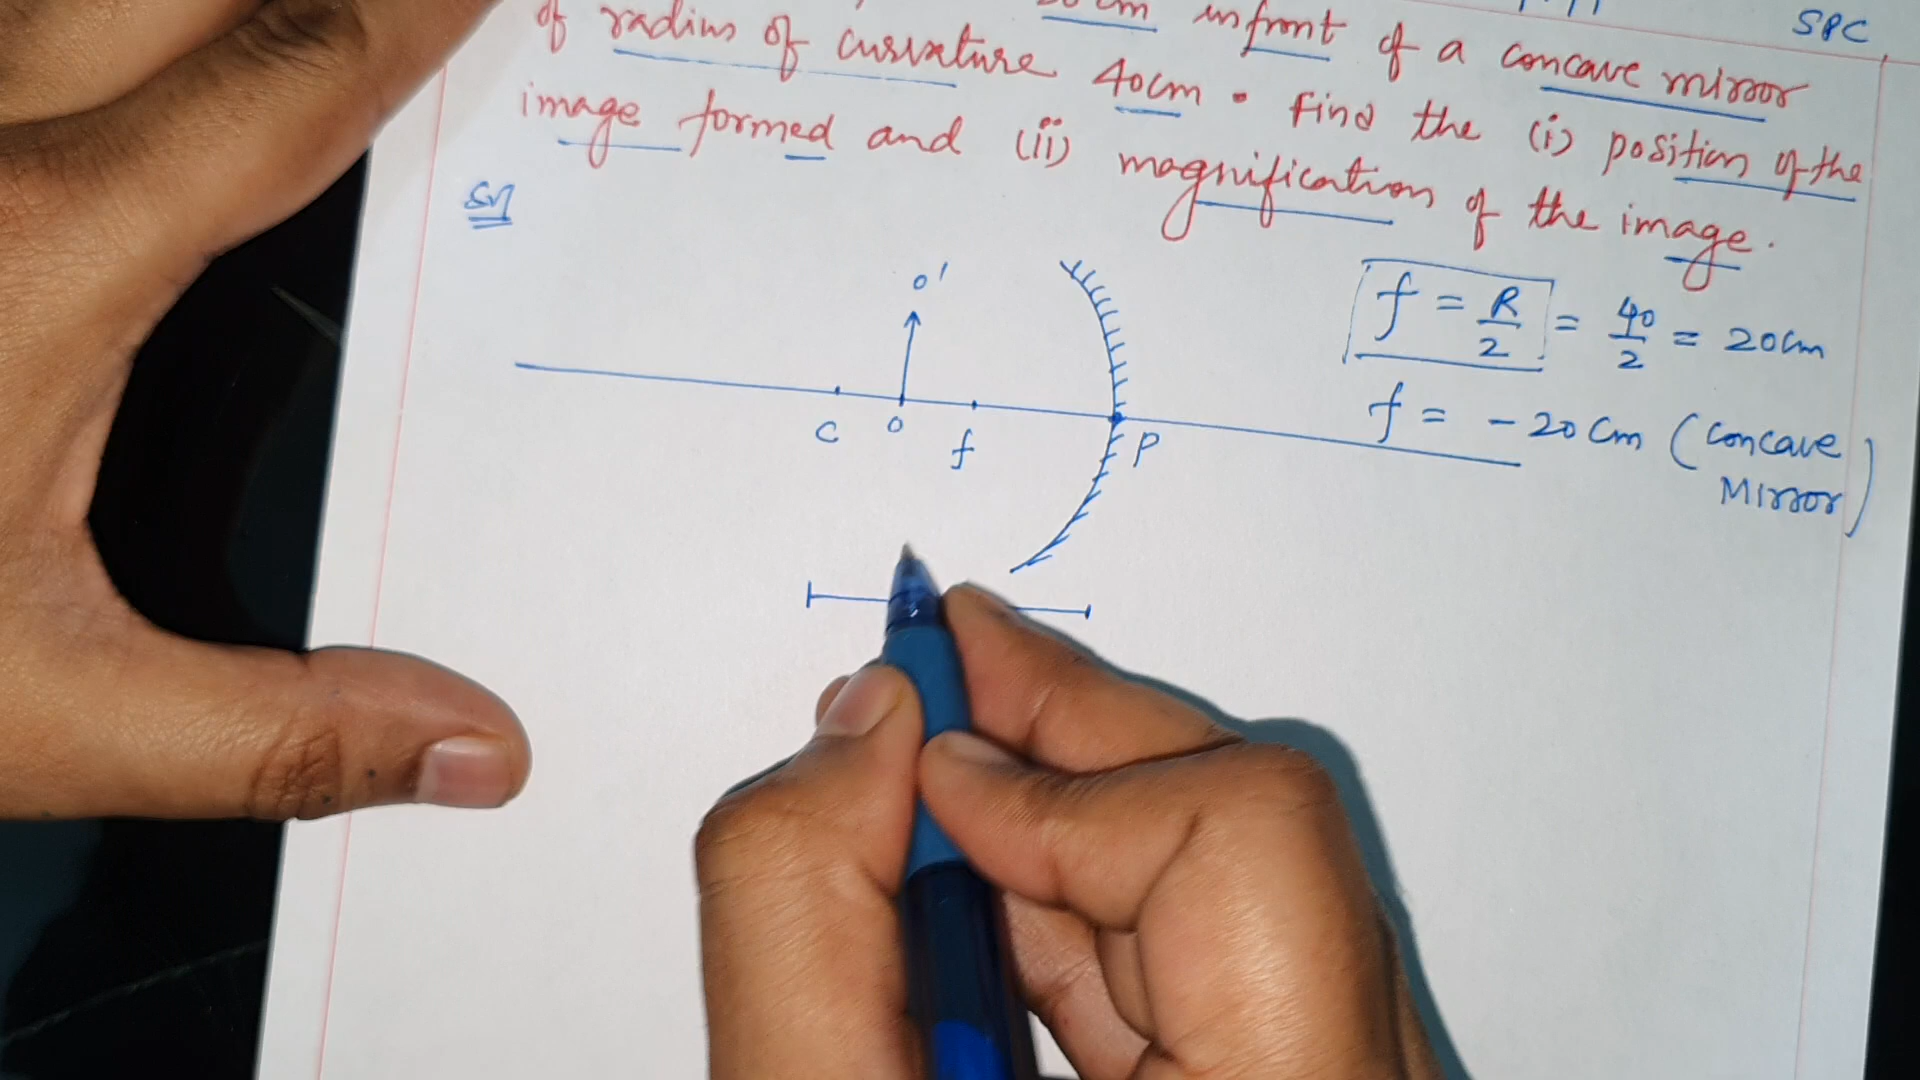 SPC
cm infront of a concave mirror
of radius of curvature 40cm. Find the (i) position of the
image formed and (ii) magnification of the image.
Sol
o'
f = R/2 = 40/2 = 20cm
f = -20 cm (concave
Mirror)
C o f P